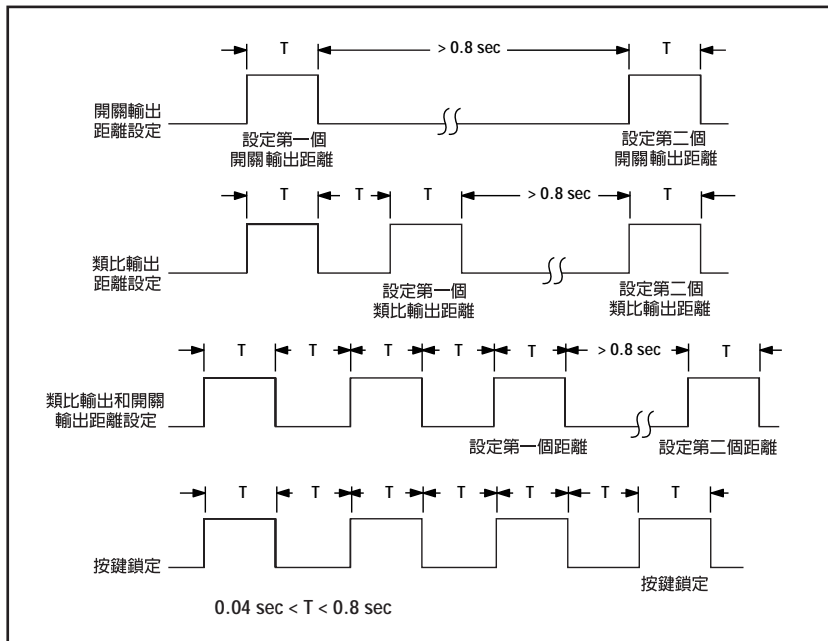 T > 0.8 sec T
開關輸出
距離設定
設定第一個
開關輸出距離
設定第二個
開關輸出距離
T T T > 0.8 sec T
類比輸出
距離設定
設定第一個
類比輸出距離
設定第二個
類比輸出距離
T T T T T > 0.8 sec T
類比輸出和開關
輸出距離設定
設定第一個距離
設定第二個距離
T T T T T T T
按鍵鎖定
按鍵鎖定
0.04 sec < T < 0.8 sec